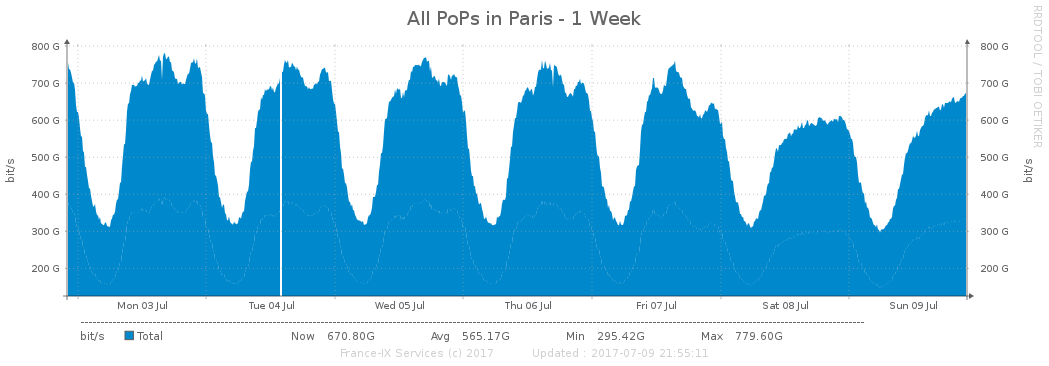 All PoPs in Paris - 1 Week
RRDTOOL / TOBI OETIKER
800 G 800 G
700 G 700 G
600 G 600 G
500 G 500 G
bit/s bit/s
400 G 400 G
300 G 300 G
200 G 200 G
Mon 03 Jul Tue 04 Jul Wed 05 Jul Thu 06 Jul Fri 07 Jul Sat 08 Jul Sun 09 Jul
bit/s Total Now 670.80G Avg 565.17G Min 295.42G Max 779.60G
France-IX Services (c) 2017 Updated : 2017-07-09 21:55:11